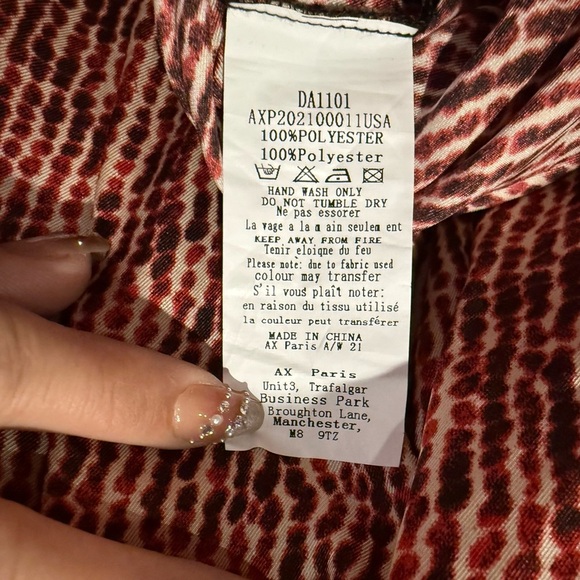 DA1101
AXP202100011USA
100%POLYESTER
100%Polyester
HAND WASH ONLY
DO NOT TUMBLE DRY
Ne pas essorer
La vage a la m ain seulem ent
KEEP AWAY FROM FIRE
Tenir eloique du feu
Please note: due to fabric used
colour may transfer
S'il vous plaît noter:
en raison du tissu utilisé
la couleur peut transférer
MADE IN CHINA
AX Paris A/W 21
AX Paris
Unit3, Trafalgar
Business Park
Broughton Lane,
Manchester,
M8 9TZ